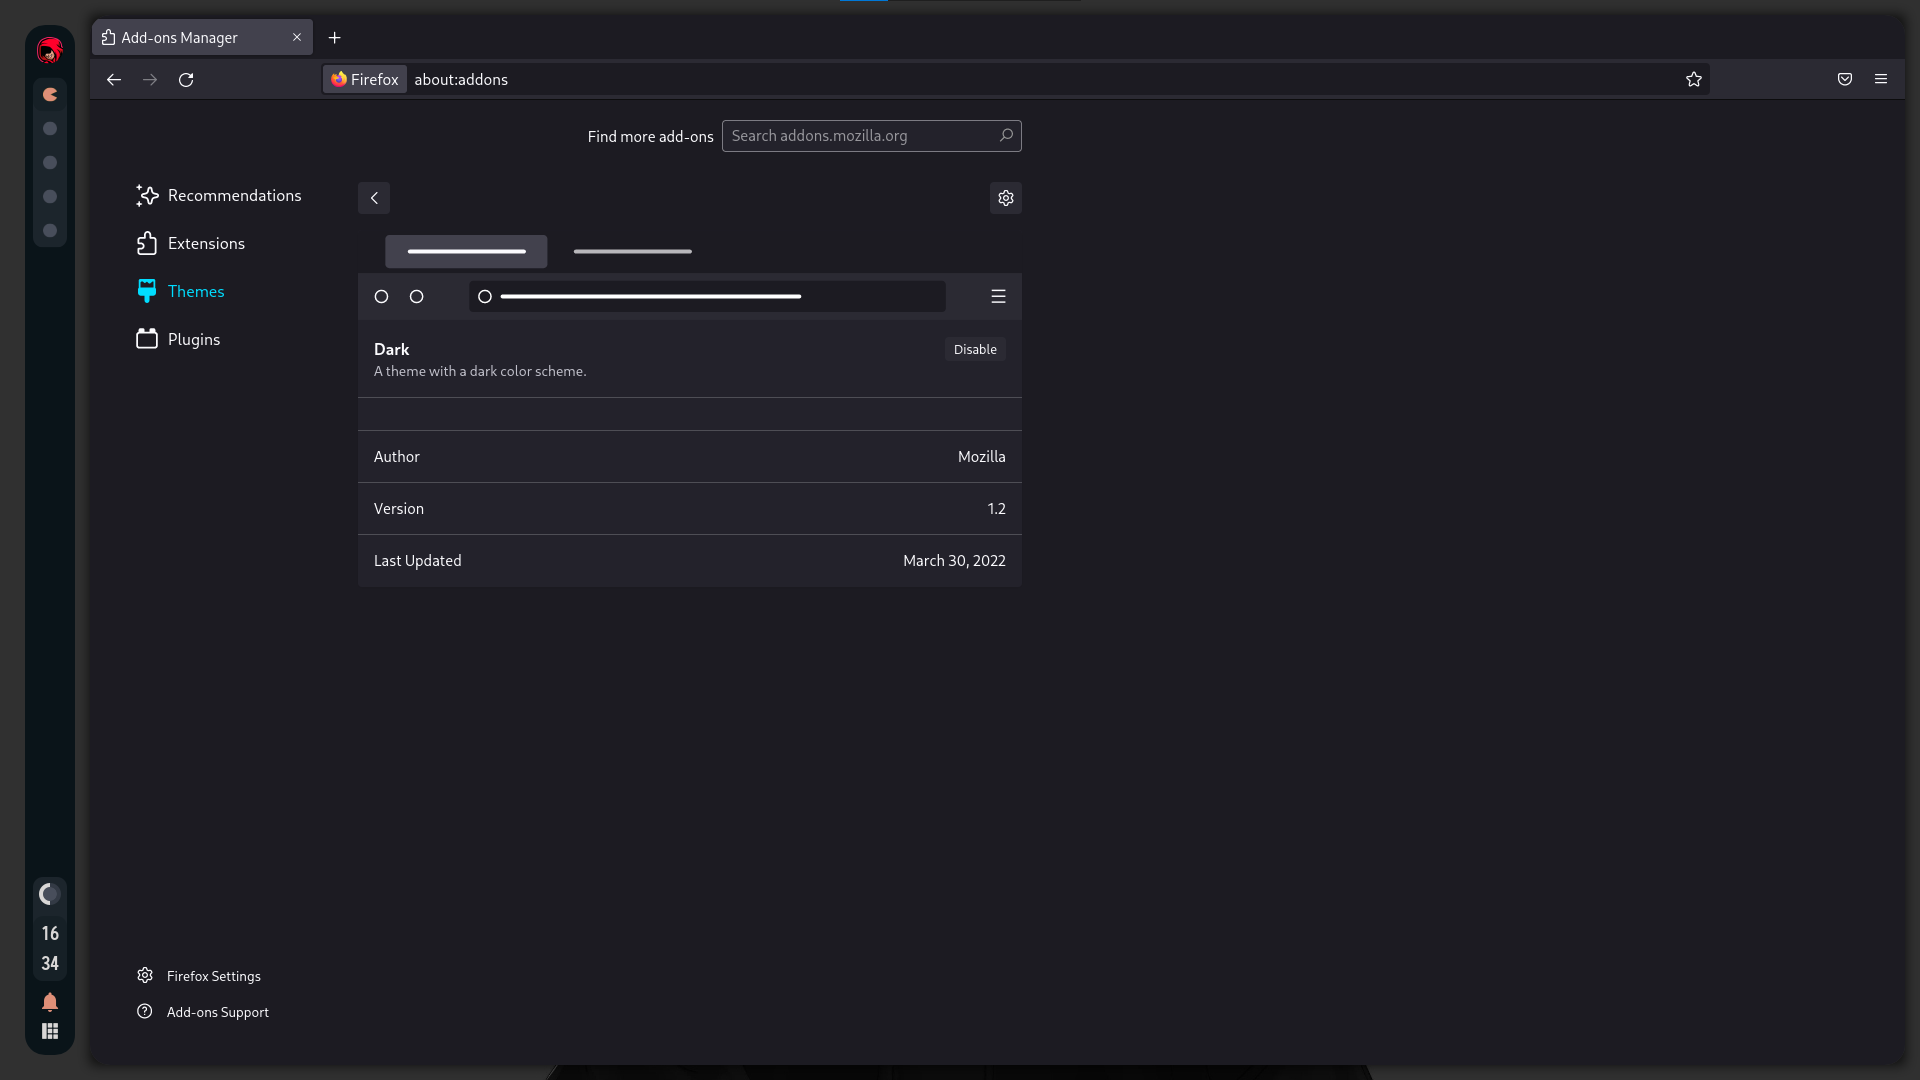 Add-ons Manager
Firefox about:addons
Find more add-ons Search addons.mozilla.org
Recommendations
Extensions
Themes
Plugins
Dark Disable
A theme with a dark color scheme.
Author Mozilla
Version 1.2
Last Updated March 30, 2022
16
34
Firefox Settings
Add-ons Support